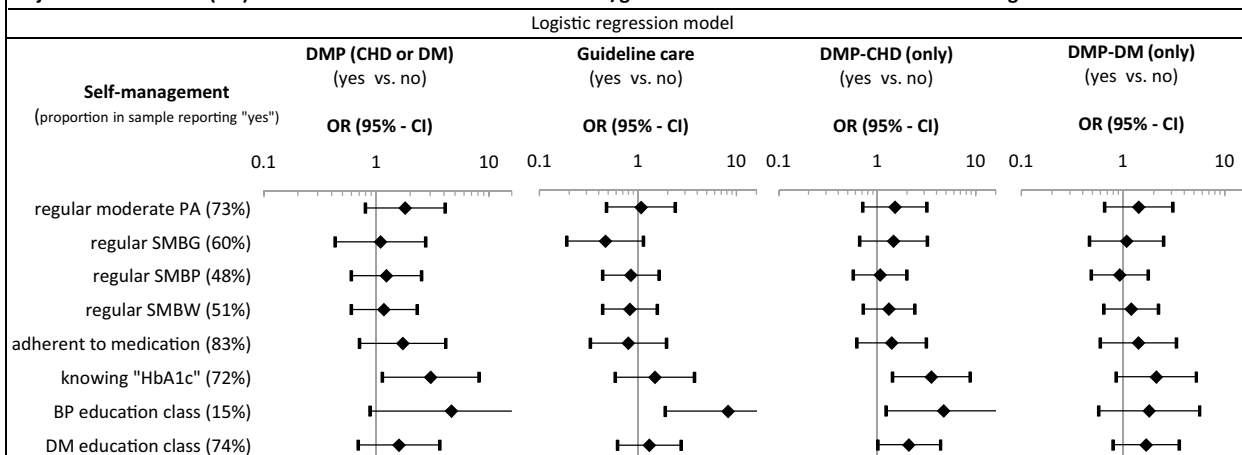 Logistic regression model
DMP (CHD or DM) Guideline care DMP-CHD (only) DMP-DM (only)
(yes vs. no) (yes vs. no) (yes vs. no) (yes vs. no)
Self-management
(proportion in sample reporting "yes")
OR (95% - CI) OR (95% - CI) OR (95% - CI) OR (95% - CI)
0.1 1 10 0.1 1 10 0.1 1 10 0.1 1 10
regular moderate PA (73%)
regular SMBG (60%)
regular SMBP (48%)
regular SMBW (51%)
adherent to medication (83%)
knowing "HbA1c" (72%)
BP education class (15%)
DM education class (74%)